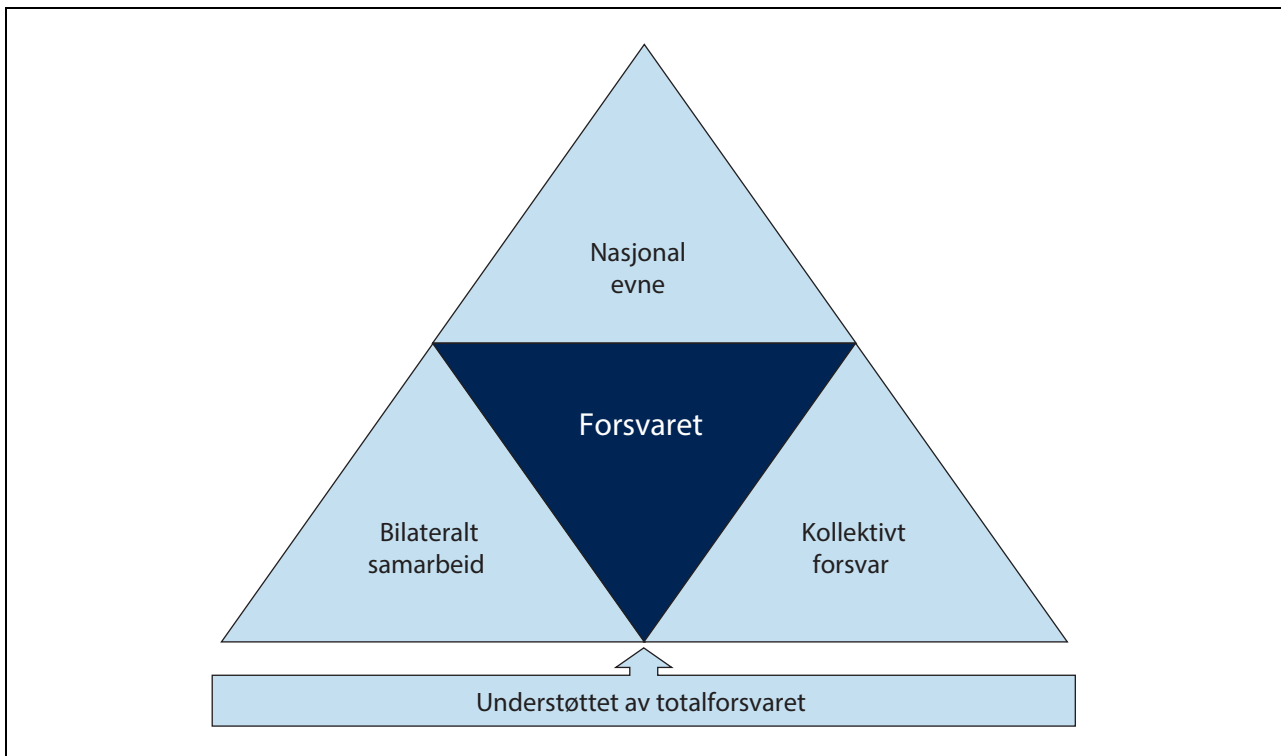 Nasjonal
evne
Forsvaret
Bilateralt
samarbeid
Kollektivt
forsvar
Understøttet av totalforsvaret